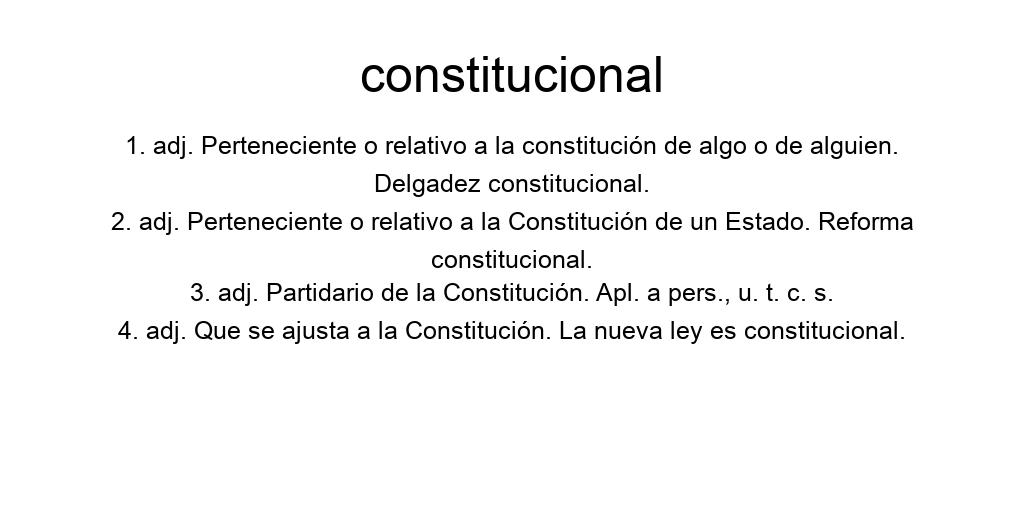 constitucional
1. adj. Perteneciente o relativo a la constitución de algo o de alguien.
Delgadez constitucional.
2. adj. Perteneciente o relativo a la Constitución de un Estado. Reforma
constitucional.
3. adj. Partidario de la Constitución. Apl. a pers., u. t. c. s.
4. adj. Que se ajusta a la Constitución. La nueva ley es constitucional.